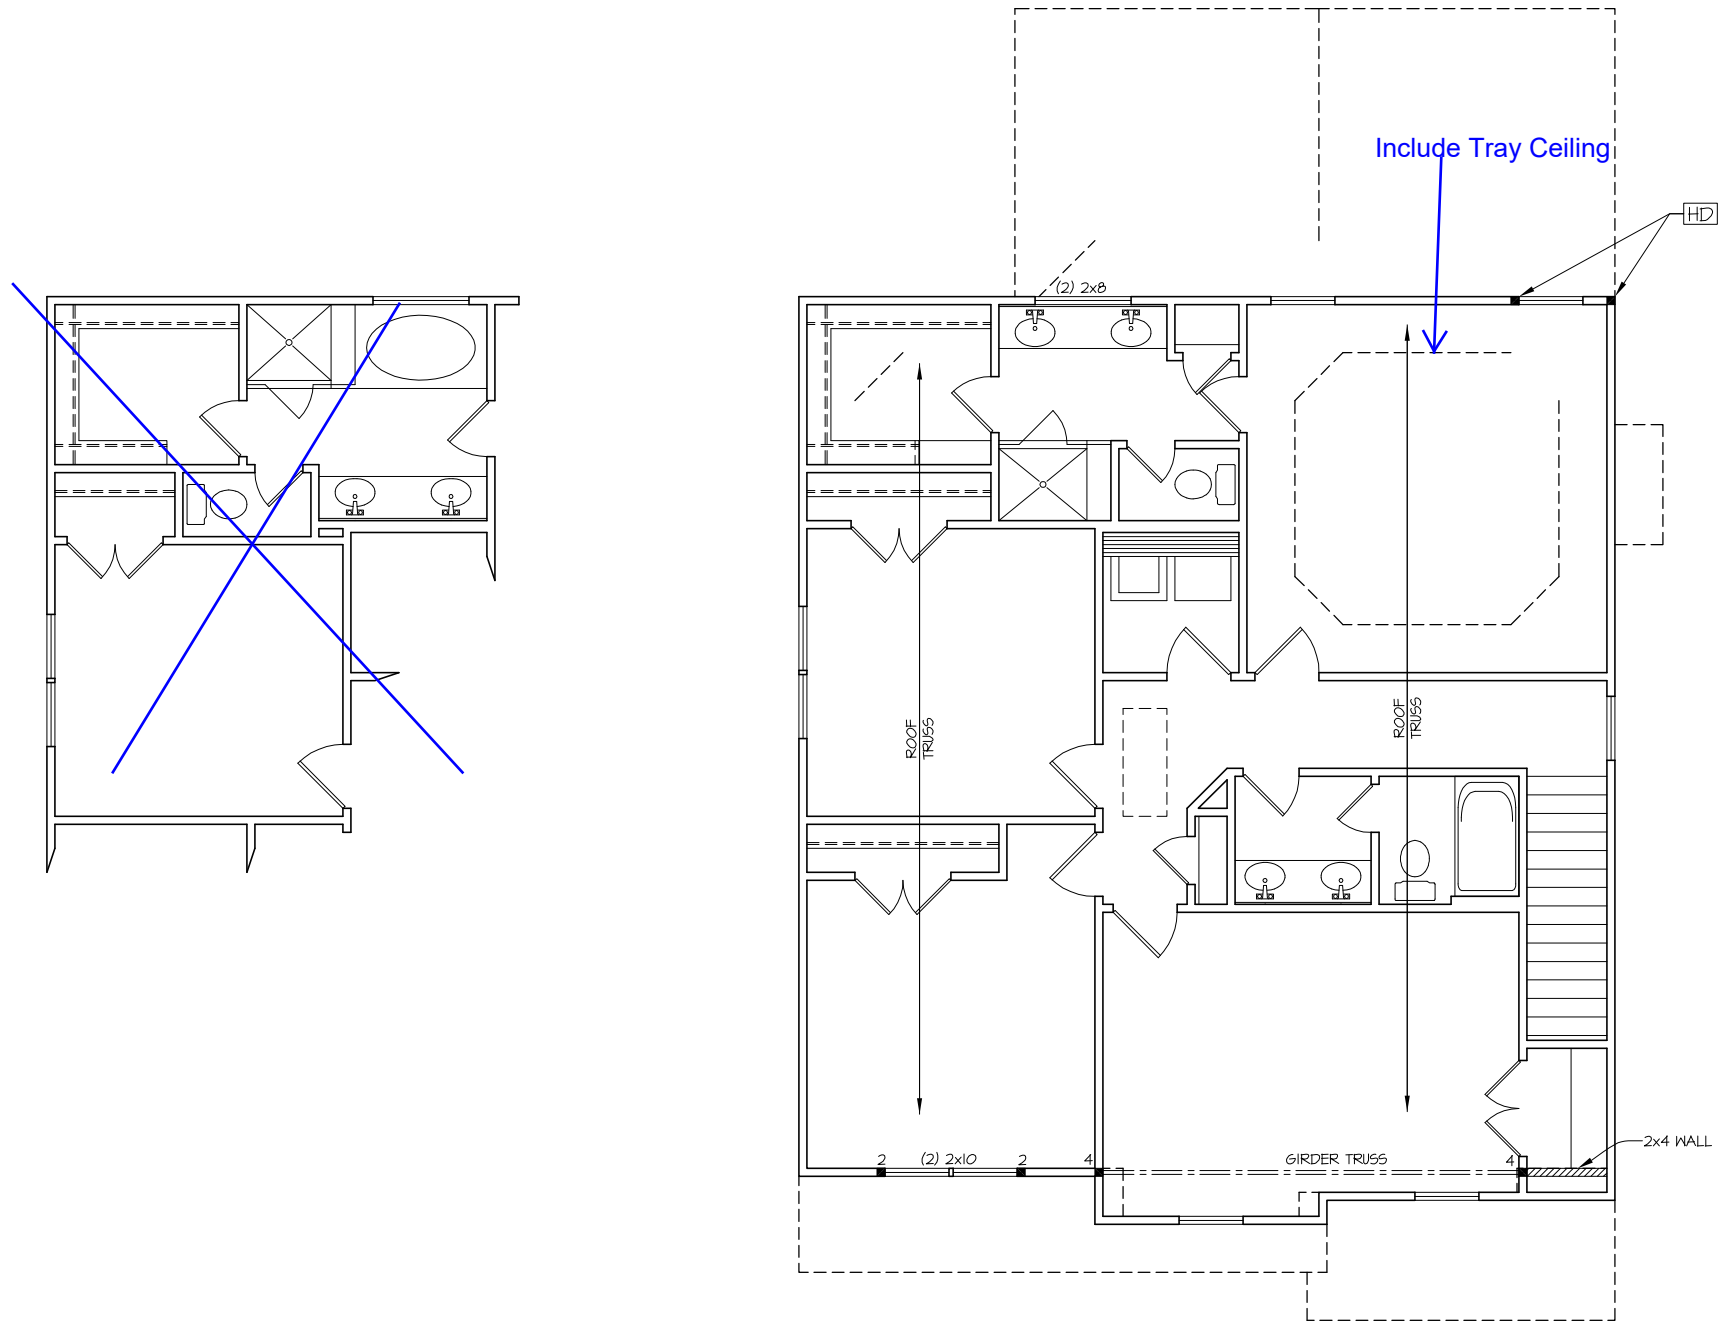 Include Tray Ceiling
HD
(2) 2x8
ROOF
TRUSS
ROOF
TRUSS
2
(2) 2x10
2
4
GIRDER TRUSS
4
2x4 WALL